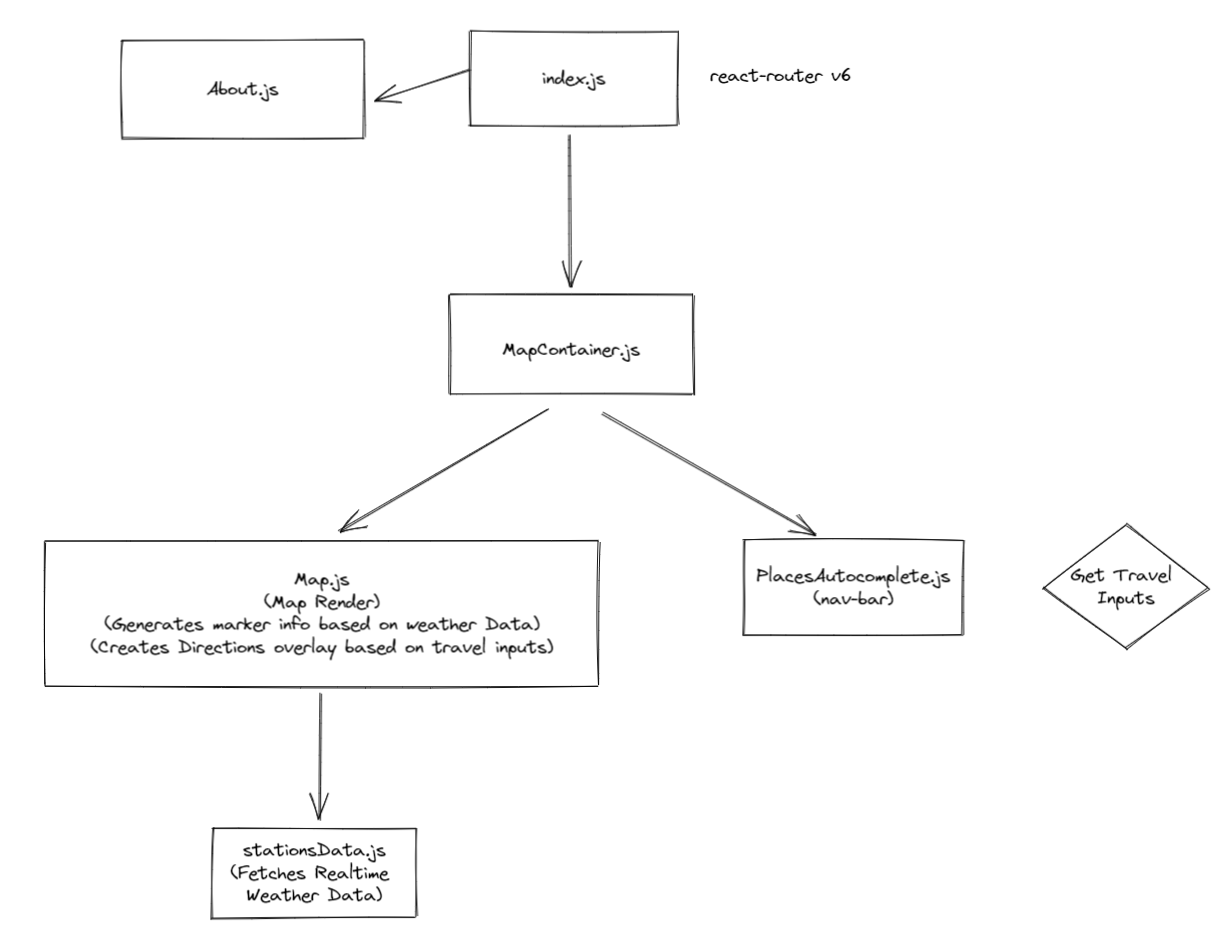 About.js
index.js
react-router v6
MapContainer.js
Map.js
(Map Render)
(Generates marker info based on weather Data)
(Creates Directions overlay based on travel inputs)
PlacesAutocomplete.js
(nav-bar)
Get Travel
Inputs
stationsData.js
(Fetches Realtime
Weather Data)